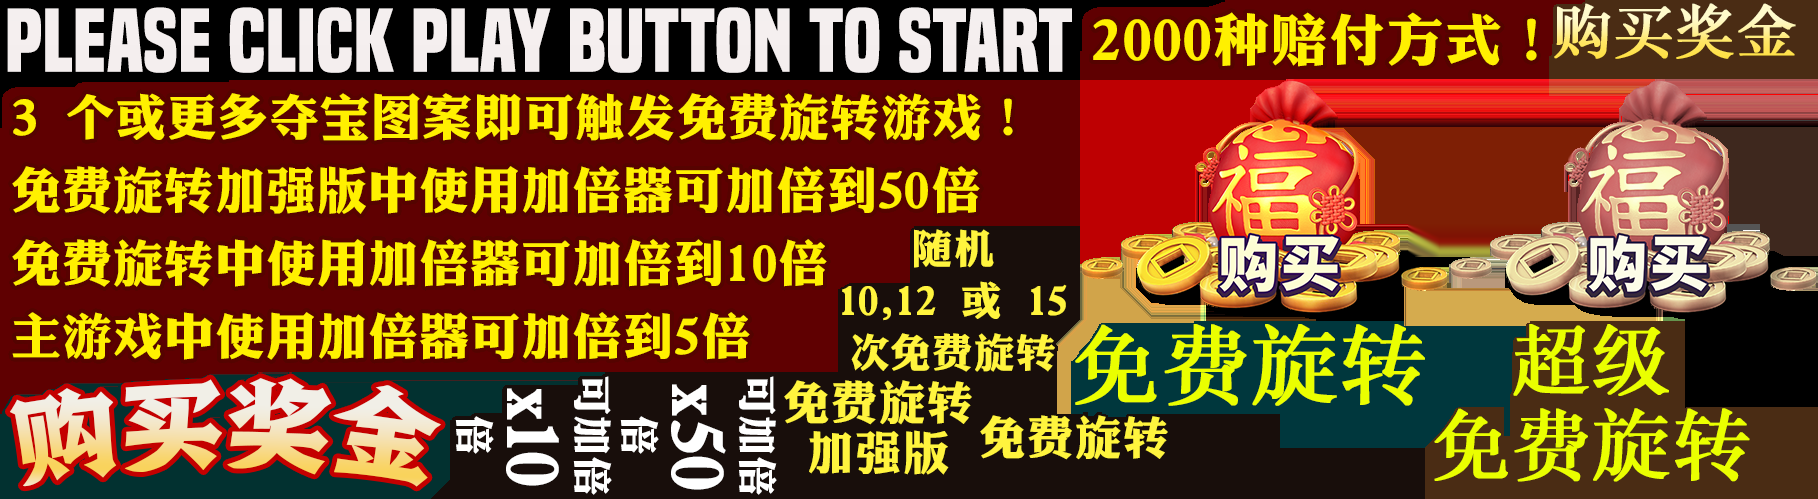 PLEASE CLICK PLAY BUTTON TO START
2000种赔付方式！
购买奖金
3 个或更多夺宝图案即可触发免费旋转游戏！
免费旋转加强版中使用加倍器可加倍到50倍
免费旋转中使用加倍器可加倍到10倍
主游戏中使用加倍器可加倍到5倍
随机
10,12 或 15
次免费旋转
福
购买
福
购买
免费旋转
超级
免费旋转
购买奖金
可加倍
x10
倍
可加倍
x50
倍
免费旋转
加强版
免费旋转